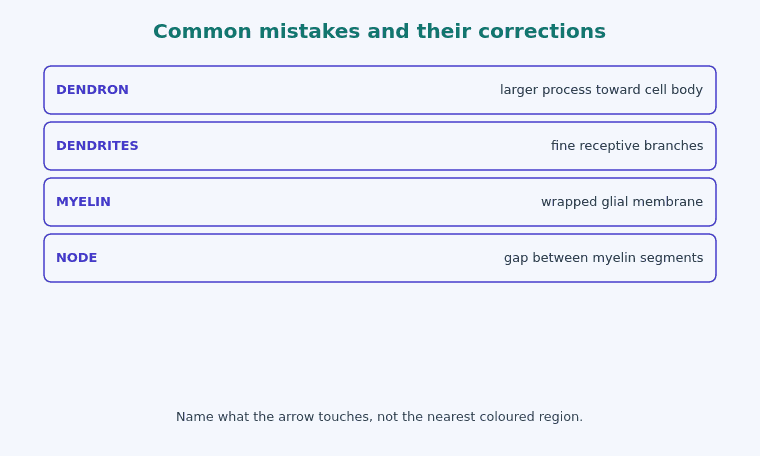 Common mistakes and their corrections
DENDRON larger process toward cell body
DENDRITES fine receptive branches
MYELIN wrapped glial membrane
NODE gap between myelin segments
Name what the arrow touches, not the nearest coloured region.